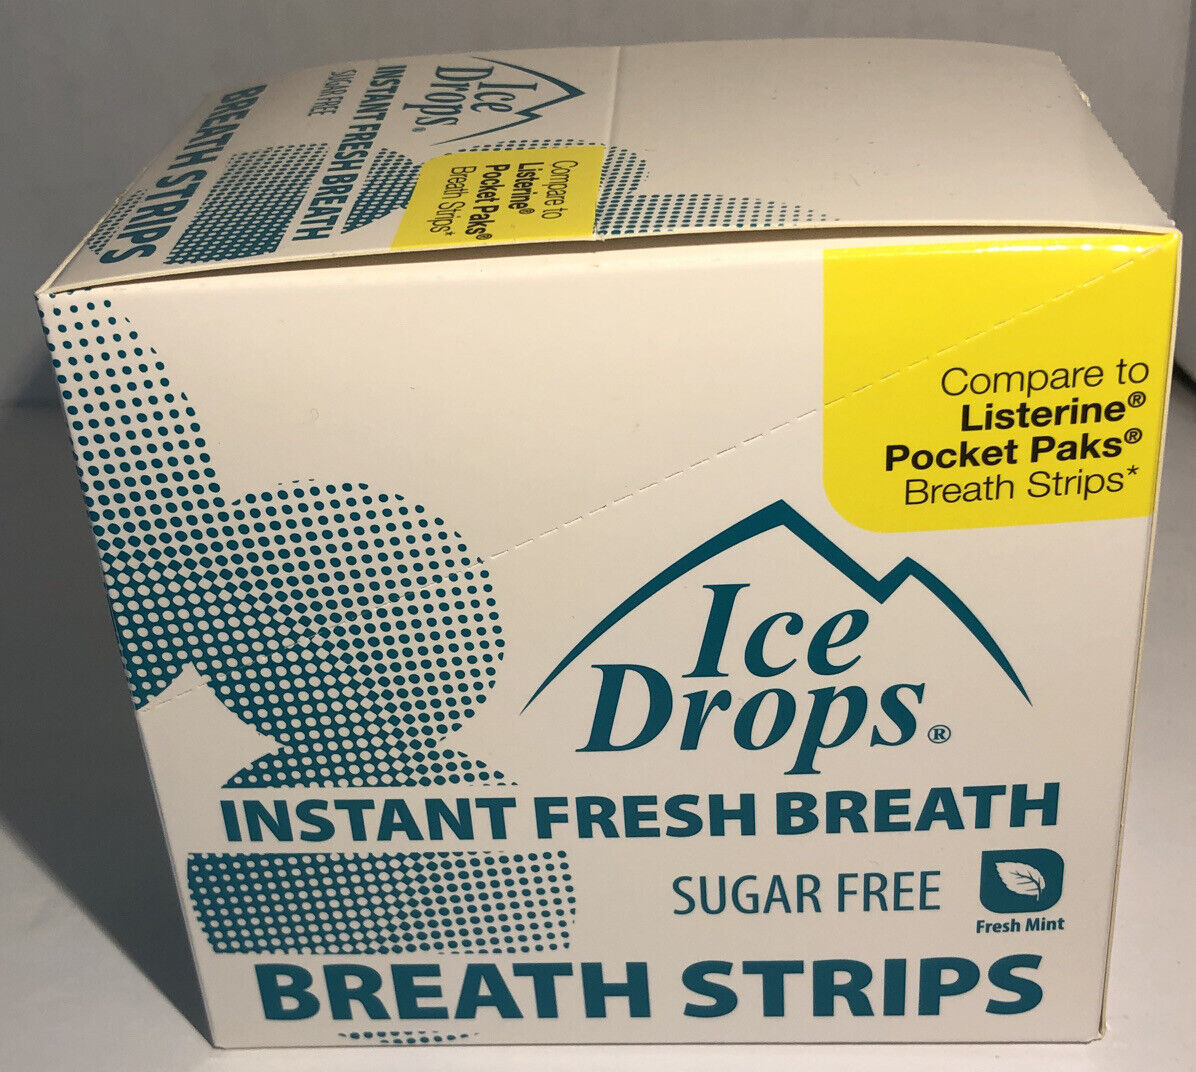 Ice
Drops®
INSTANT FRESH BREATH
SUGAR FREE
BREATH STRIPS
Compare to
Listerine®
Pocket Paks®
Breath Strips*
Compare to
Listerine®
Pocket Paks®
Breath Strips*
Ice
Drops®
INSTANT FRESH BREATH
SUGAR FREE
Fresh Mint
BREATH STRIPS